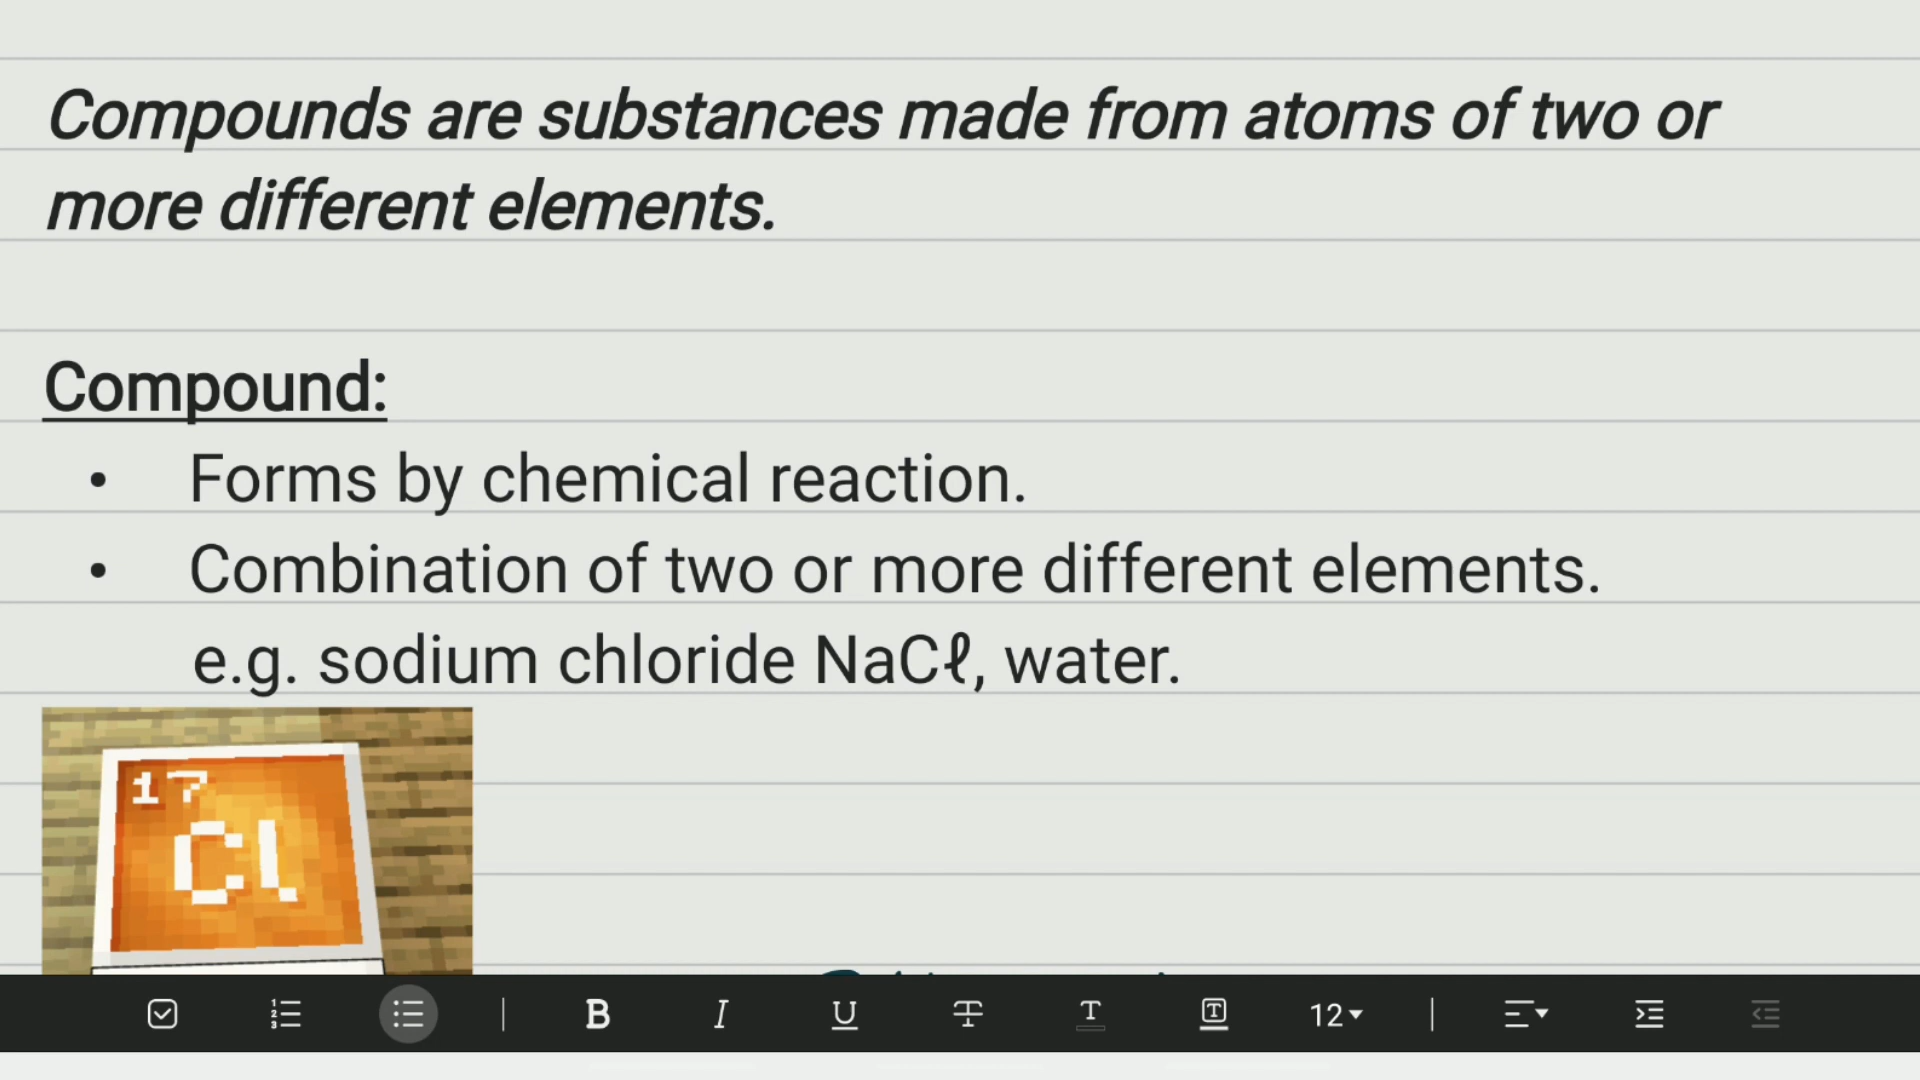 Compounds are substances made from atoms of two or
more different elements.
Compound:
• Forms by chemical reaction.
• Combination of two or more different elements.
e.g. sodium chloride NaCℓ, water.
17
Cl
B I U T T T 12